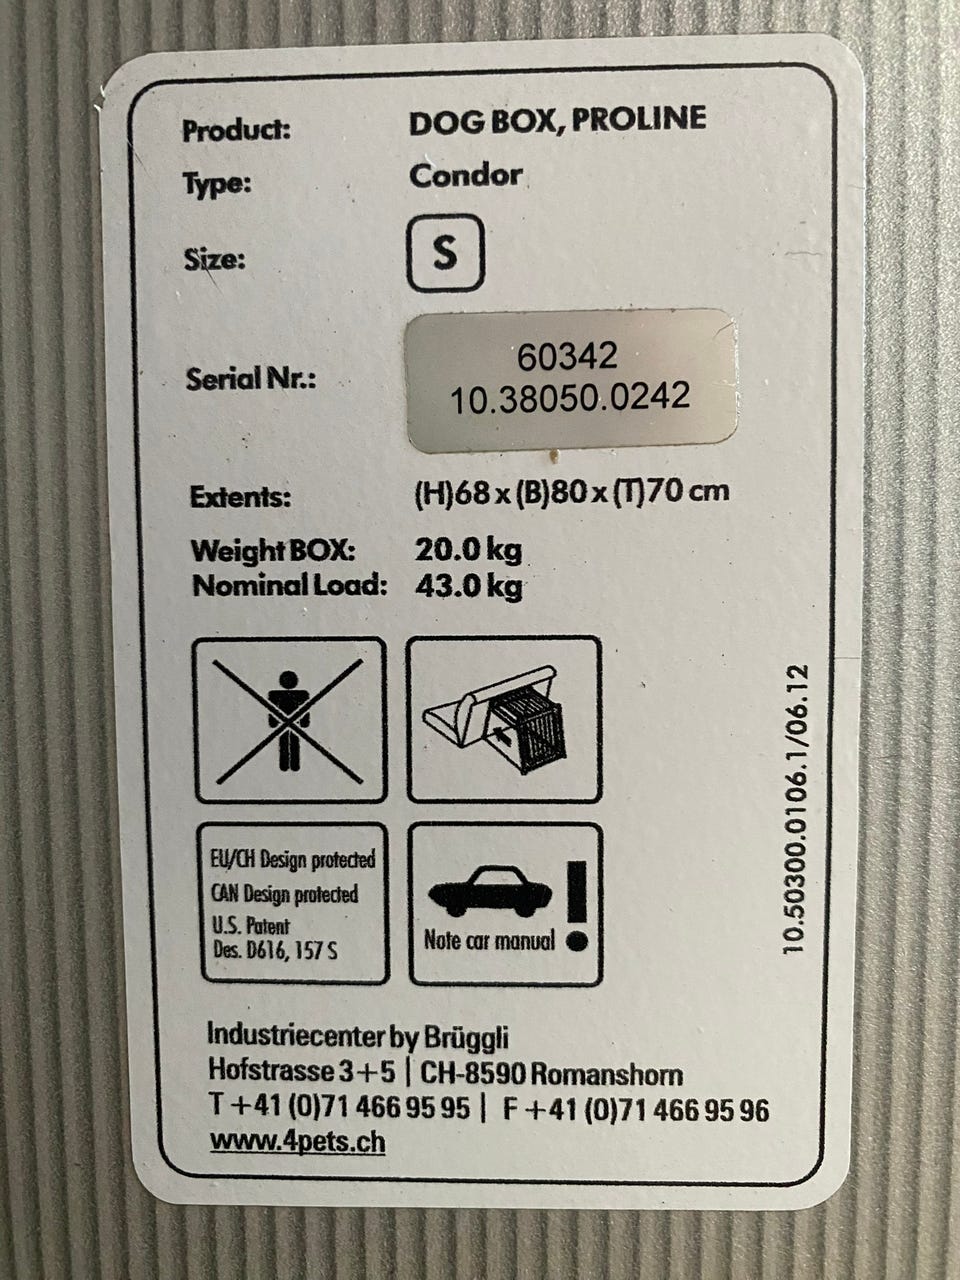 Product: DOG BOX, PROLINE
Type: Condor
Size: S
Serial Nr.: 60342
10.38050.0242
Extents: (H)68 x (B)80 x (T)70 cm
Weight BOX: 20.0 kg
Nominal Load: 43.0 kg
EU/CH Design protected
CAN Design protected
U.S. Patent
Des. D616, 157 S
Note car manual
10.50300.0106.1/06.12
Industriecenter by Brüggli
Hofstrasse 3+5 | CH-8590 Romanshorn
T +41 (0)71 466 95 95 | F +41 (0)71 466 95 96
www.4pets.ch